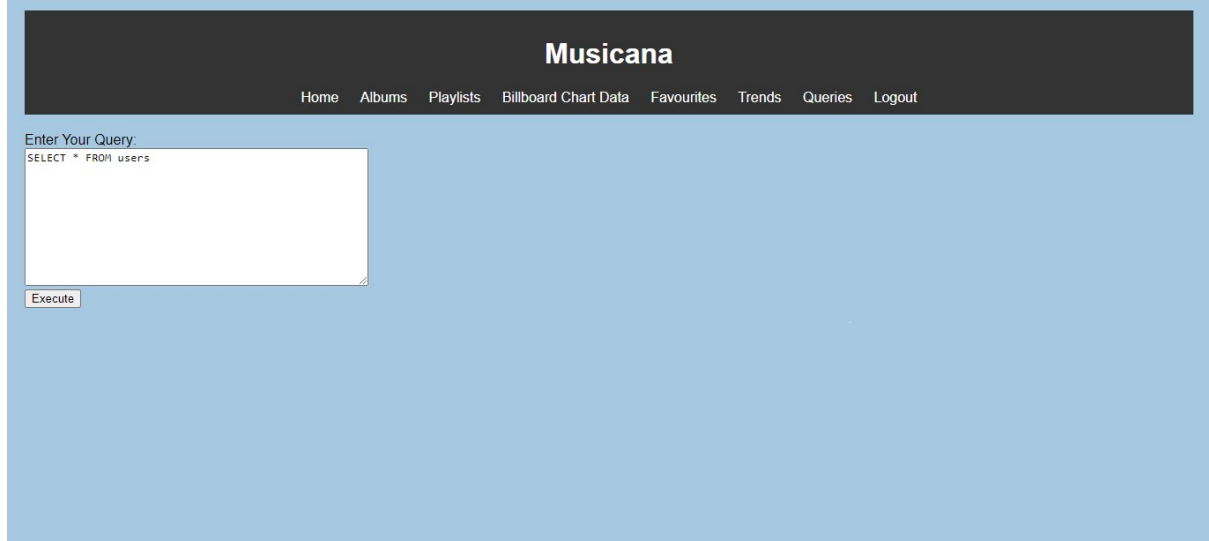 Musicana
Home Albums Playlists Billboard Chart Data Favourites Trends Queries Logout
Enter Your Query:
SELECT * FROM users
Execute